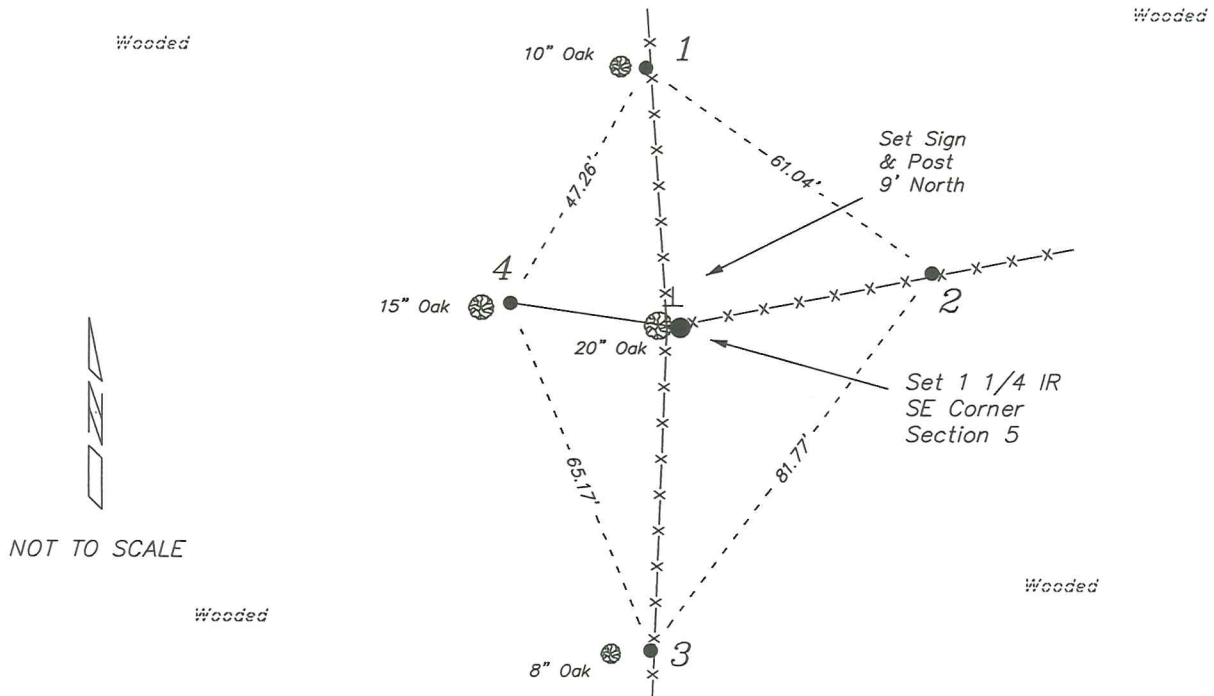 Wooded
Wooded
10" Oak
1
Set Sign
& Post
9' North
47.26'
61.04'
4
15" Oak
20" Oak
2
Set 1 1/4 IR
SE Corner
Section 5
65.17'
81.77'
N
NOT TO SCALE
Wooded
Wooded
8" Oak
3